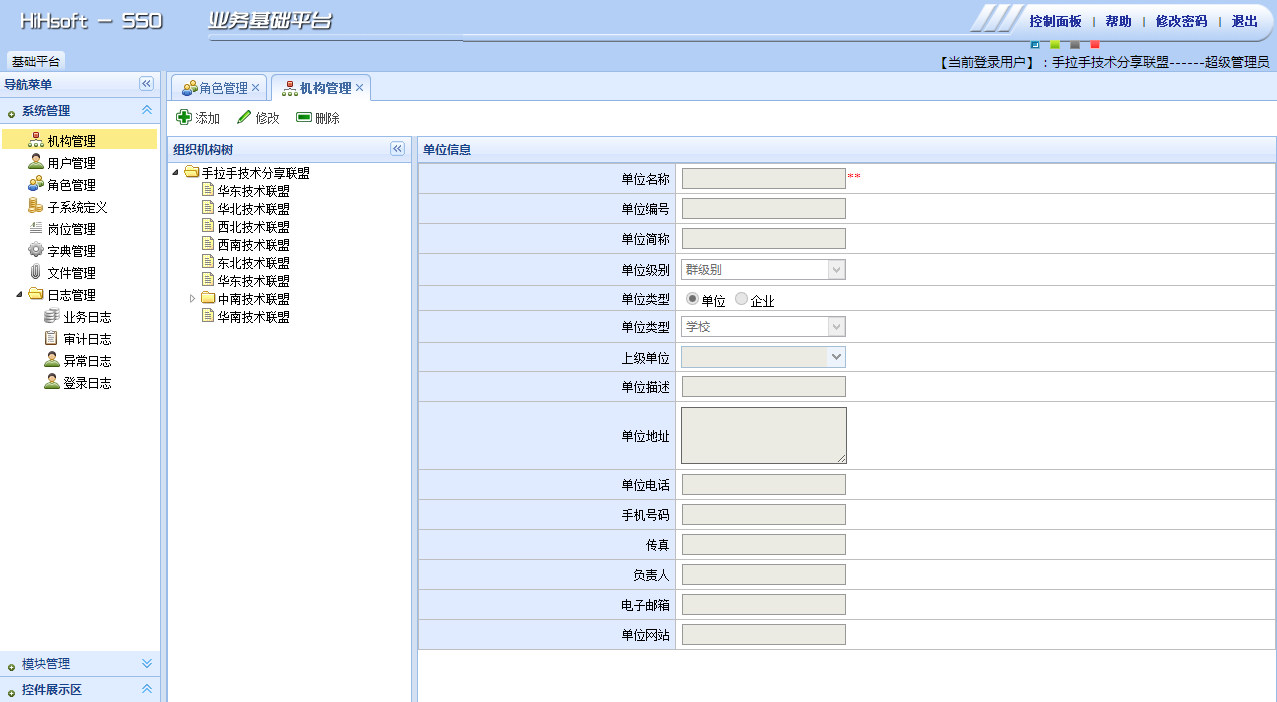 HiHsoft - SSO 业务基础平台
控制面板 | 帮助 | 修改密码 | 退出
基础平台
【当前登录用户】：手拉手技术分享联盟------超级管理员
导航菜单
系统管理
机构管理
用户管理
角色管理
子系统定义
岗位管理
字典管理
文件管理
日志管理
业务日志
审计日志
异常日志
登录日志
模块管理
控件展示区
角色管理 机构管理
添加 修改 删除
组织机构树
手拉手技术分享联盟
华东技术联盟
华北技术联盟
西北技术联盟
西南技术联盟
东北技术联盟
华东技术联盟
中南技术联盟
华南技术联盟
单位信息
单位名称 **
单位编号
单位简称
单位级别 群级别
单位类型 单位 企业
单位类型 学校
上级单位
单位描述
单位地址
单位电话
手机号码
传真
负责人
电子邮箱
单位网站